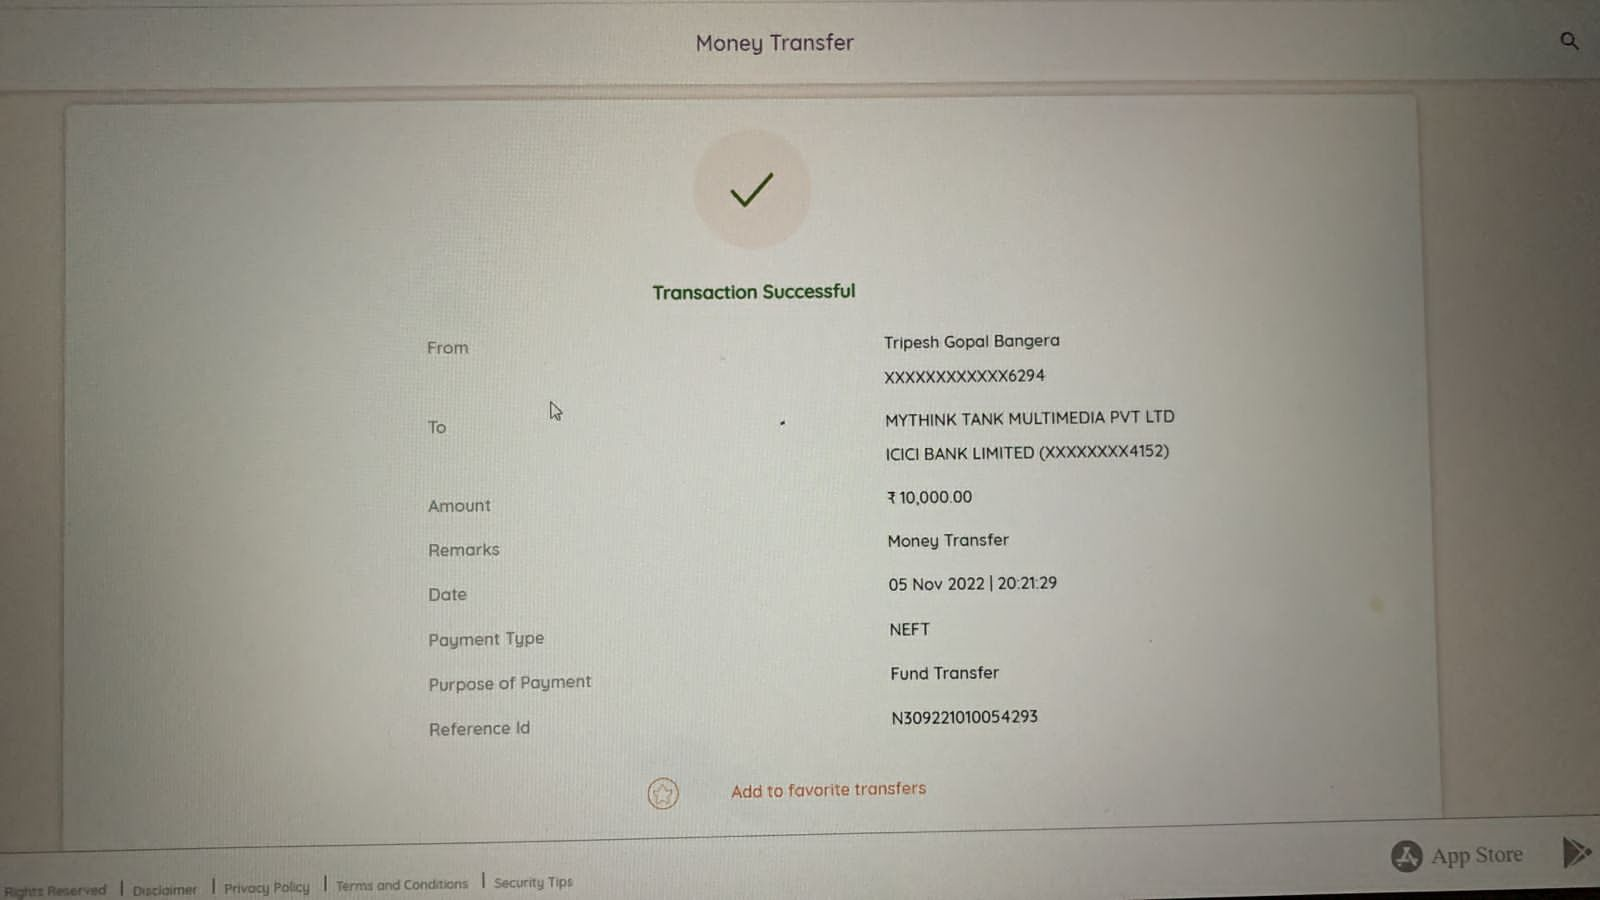 Money Transfer
Transaction Successful
From
Tripesh Gopal Bangera
XXXXXXXXXXXX6294
To
MYTHINK TANK MULTIMEDIA PVT LTD
ICICI BANK LIMITED (XXXXXXXX4152)
Amount
₹ 10,000.00
Remarks
Money Transfer
Date
05 Nov 2022 | 20:21:29
Payment Type
NEFT
Purpose of Payment
Fund Transfer
Reference Id
N309221010054293
Add to favorite transfers
App Store
Rights Reserved | Disclaimer | Privacy Policy | Terms and Conditions | Security Tips